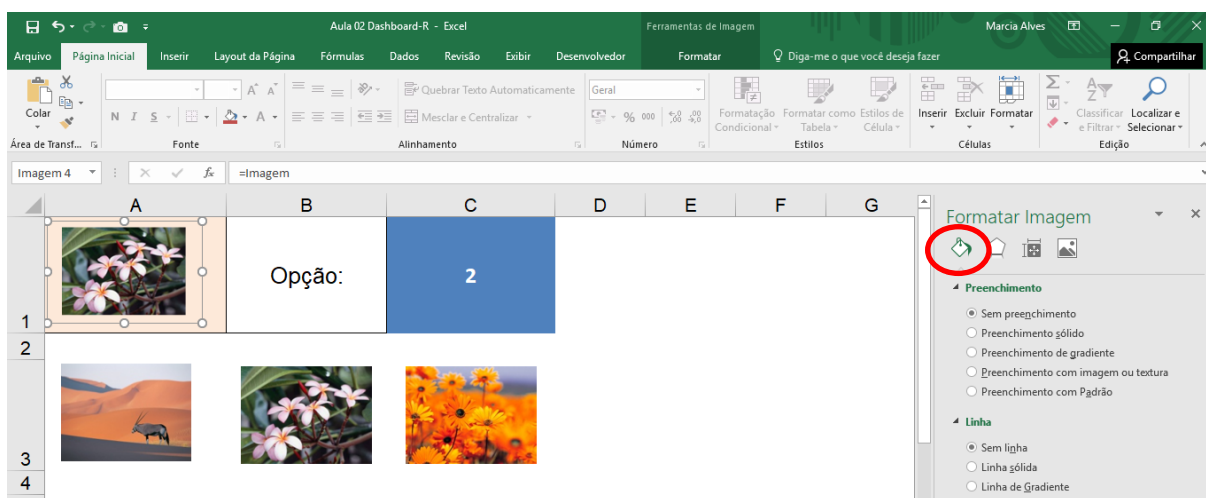 Aula 02 Dashboard-R - Excel
Ferramentas de Imagem
Marcia Alves
Arquivo Página Inicial Inserir Layout da Página Fórmulas Dados Revisão Exibir Desenvolvedor Formatar Diga-me o que você deseja fazer Compartilhar
Colar
N I S
A A
A
Quebrar Texto Automaticamente
Mesclar e Centralizar
Geral
% 000
Formatação Condicional
Formatar como Tabela
Estilos de Célula
Inserir Excluir Formatar
Classificar e Filtrar
Localizar e Selecionar
Área de Transf... Fonte Alinhamento Número Estilos Células Edição
Imagem 4 fx =Imagem
A B C D E F G
Formatar Imagem
1 Opção: 2
2
3
4
Preenchimento
Sem preenchimento
Preenchimento sólido
Preenchimento de gradiente
Preenchimento com imagem ou textura
Preenchimento com Padrão
Linha
Sem linha
Linha sólida
Linha de Gradiente